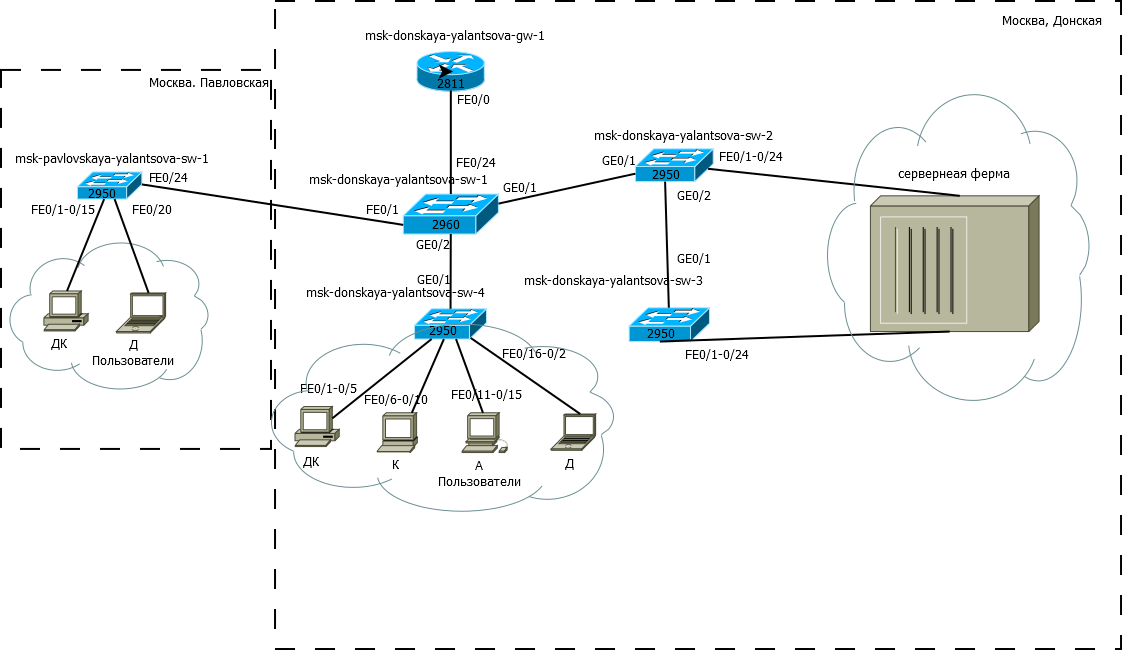 Москва, Донская
msk-donskaya-yalantsova-gw-1
2811
FE0/0
Москва. Павловская
msk-pavlovskaya-yalantsova-sw-1
2950
FE0/24
FE0/1-0/15
FE0/20
ДК
Д
Пользователи
FE0/24
msk-donskaya-yalantsova-sw-1
GE0/1
FE0/1
2960
GE0/2
msk-donskaya-yalantsova-sw-2
GE0/1
2950
FE0/1-0/24
GE0/2
сервернеая ферма
GE0/1
msk-donskaya-yalantsova-sw-3
2950
FE0/1-0/24
GE0/1
msk-donskaya-yalantsova-sw-4
2950
FE0/16-0/2
FE0/1-0/5
FE0/6-0/10
FE0/11-0/15
ДК
К
А
Д
Пользователи